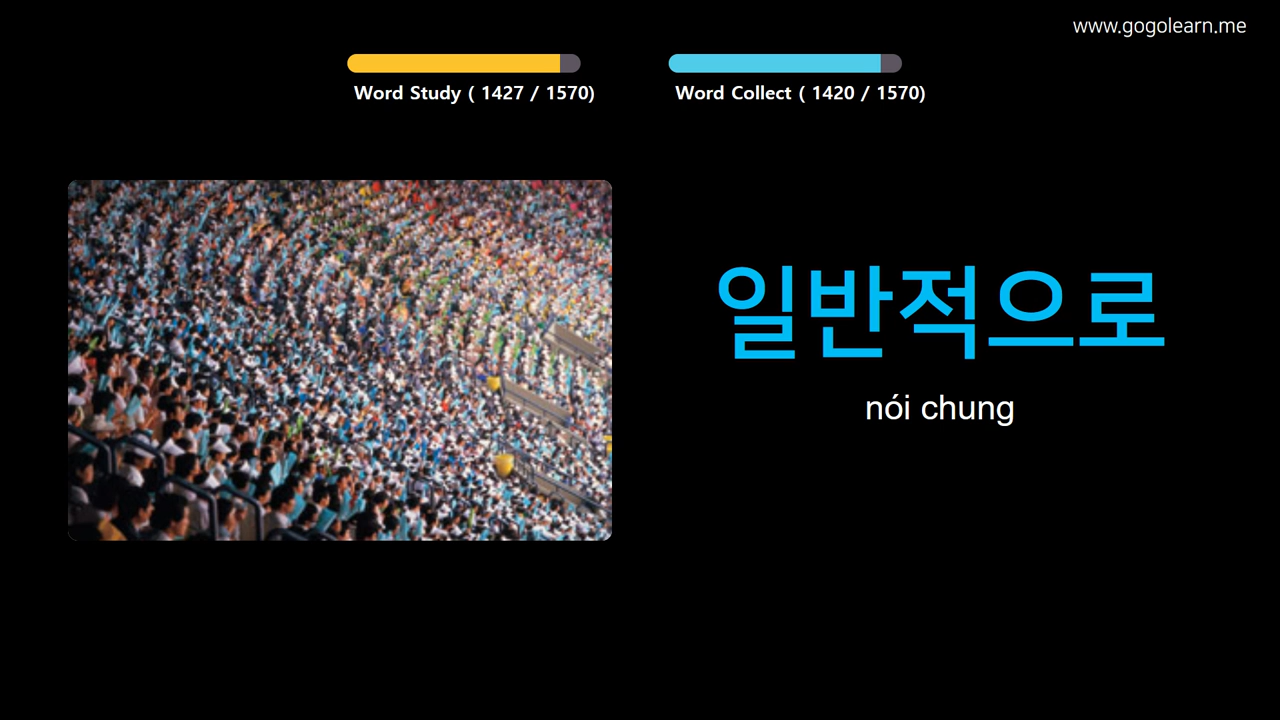 www.gogolearn.me
Word Study ( 1427 / 1570)
Word Collect ( 1420 / 1570)
일반적으로
nói chung